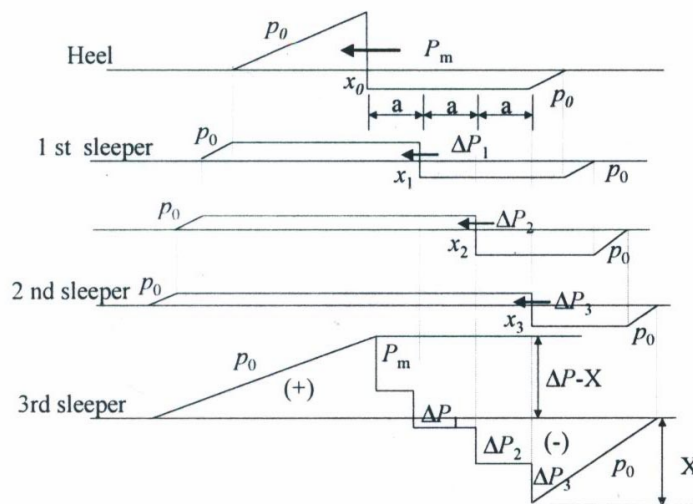 p₀
Heel
Pₘ
x₀
p₀
a a a
p₀
1 st sleeper
ΔP₁
x₁
p₀
p₀
ΔP₂
x₂
p₀
p₀
2 nd sleeper
ΔP₃
x₃
p₀
p₀
Pₘ
ΔP-X
(+)
3rd sleeper
ΔP
ΔP₂
(-)
ΔP₃
p₀
X